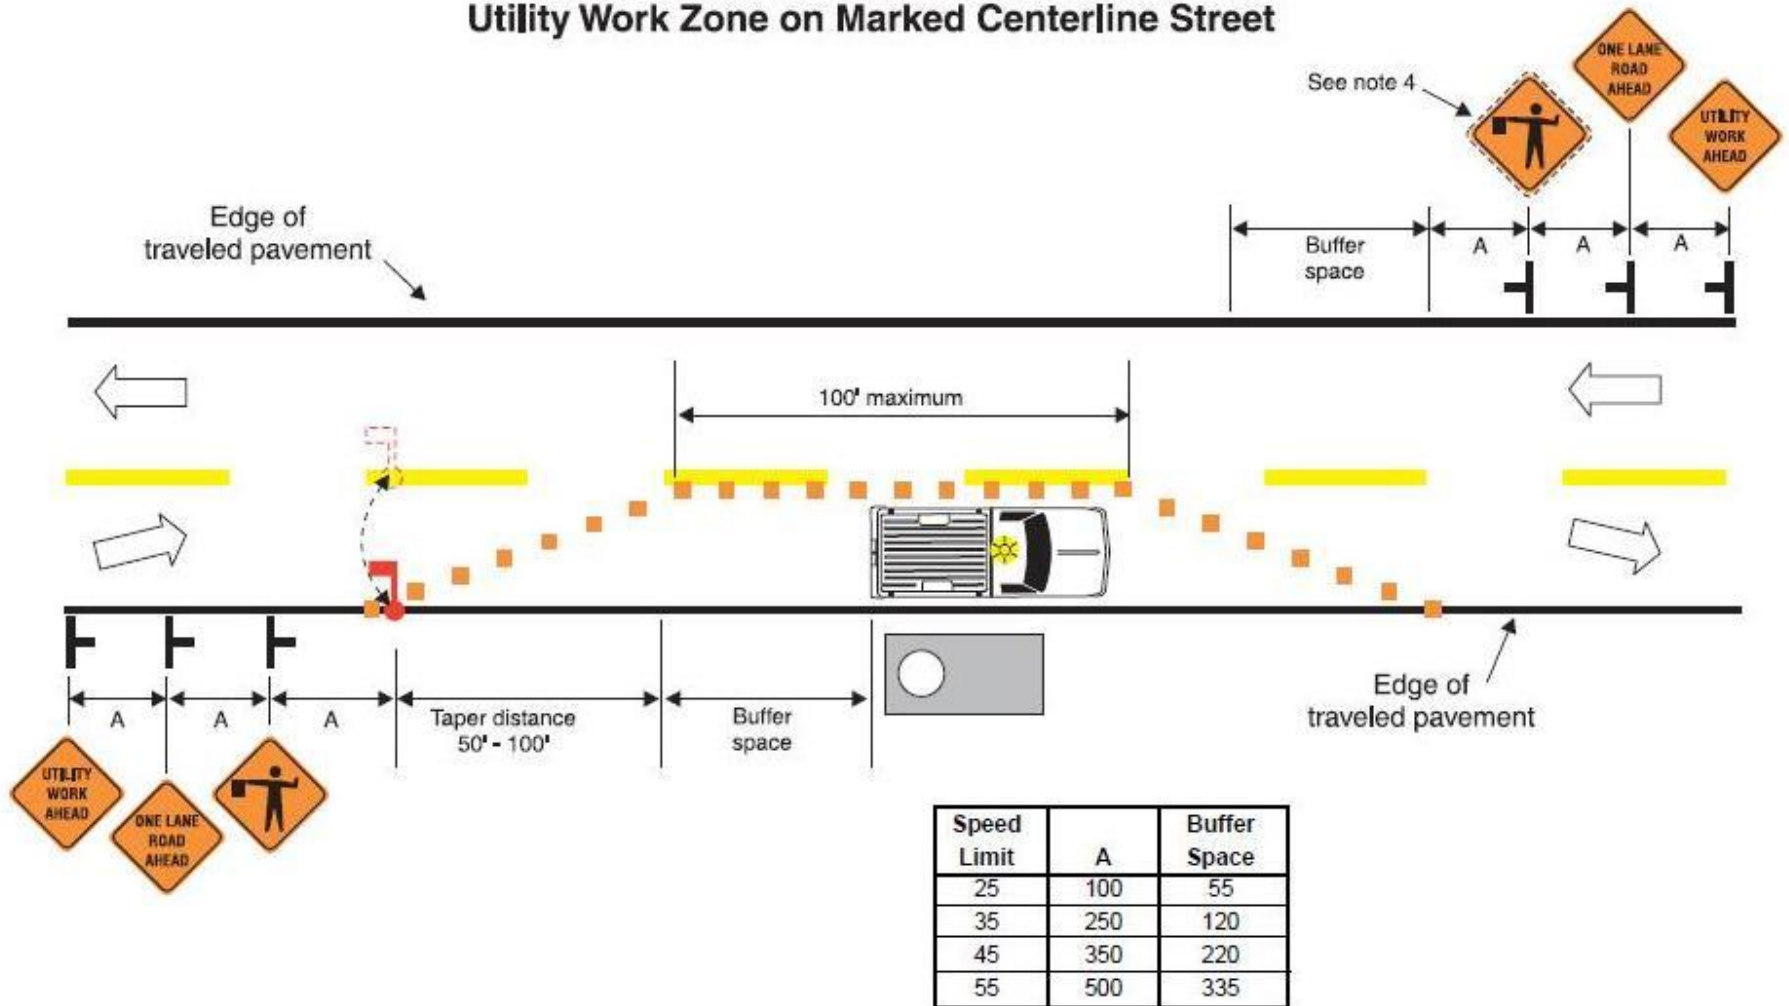 Utility Work Zone on Marked Centerline Street
ONE LANE
ROAD
AHEAD
See note 4
UTILITY
WORK
AHEAD
Edge of
traveled pavement
Buffer
space
A
A
A
100' maximum
A
A
A
Taper distance
50' - 100'
Buffer
space
Edge of
traveled pavement
UTILITY
WORK
AHEAD
ONE LANE
ROAD
AHEAD
Speed Limit A Buffer Space
25 100 55
35 250 120
45 350 220
55 500 335